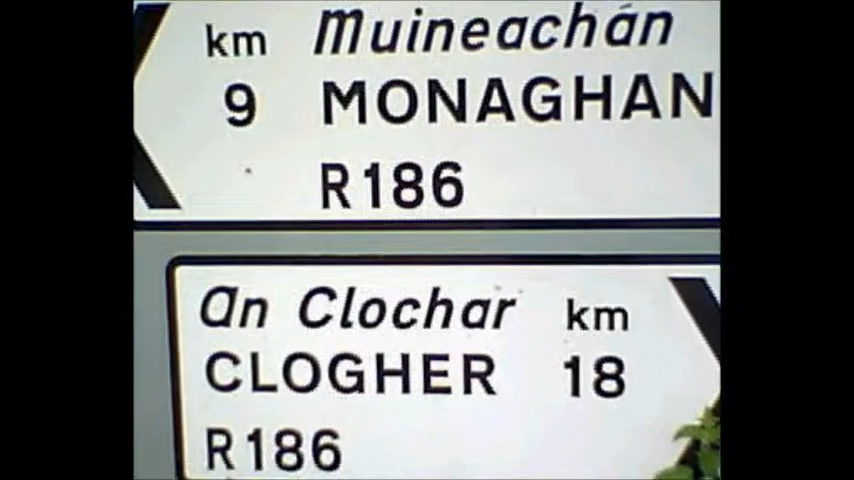 km Muineachán
9 MONAGHAN
R186
An Clochar km
CLOGHER 18
R186